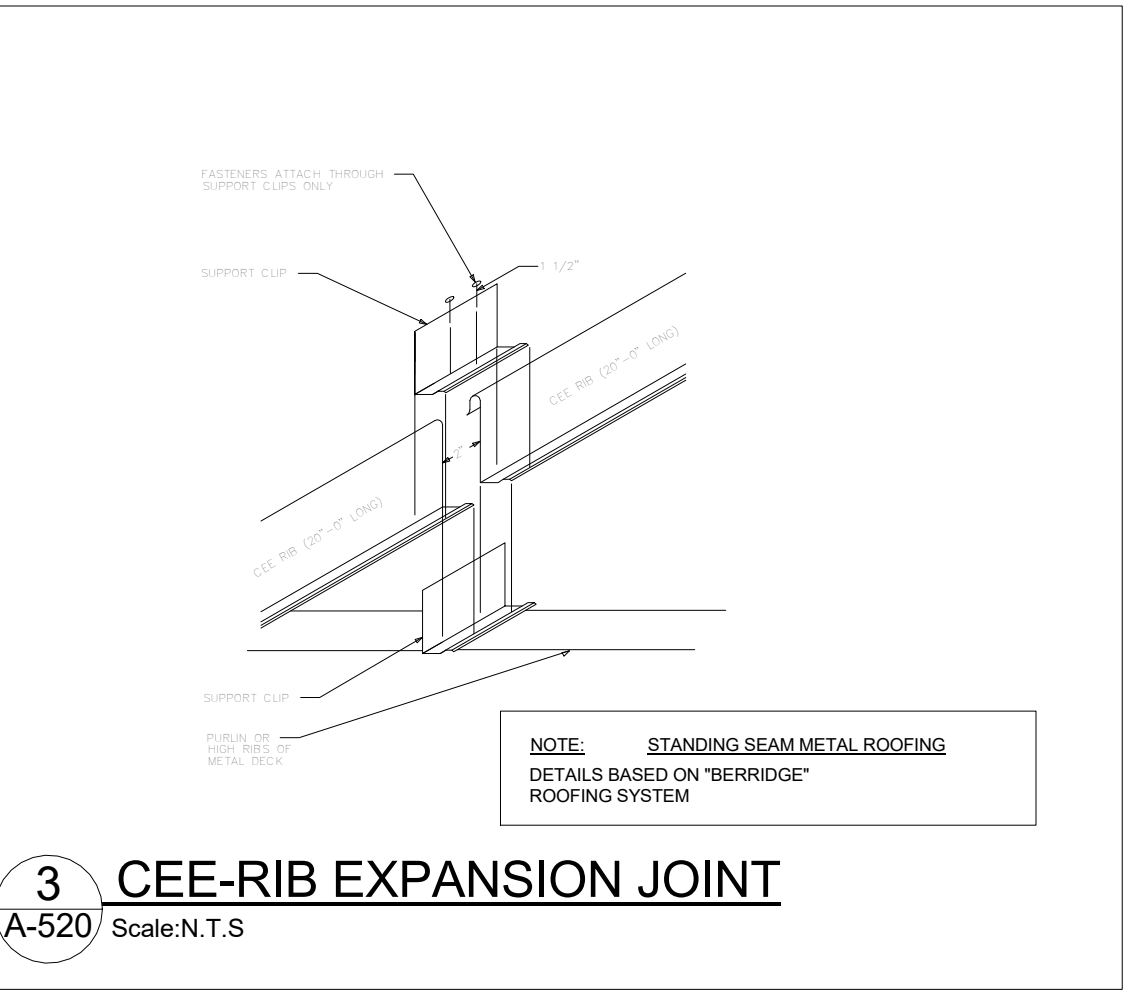 FASTENERS ATTACH THROUGH
SUPPORT CLIPS ONLY
SUPPORT CLIP
1 1/2"
CEE RIB (20"-0" LONG)
2"
CEE RIB (20"-0" LONG)
SUPPORT CLIP
PURLIN OR
HIGH RIBS OF
METAL DECK
NOTE: STANDING SEAM METAL ROOFING
DETAILS BASED ON "BERRIDGE"
ROOFING SYSTEM
3
A-520
CEE-RIB EXPANSION JOINT
Scale:N.T.S